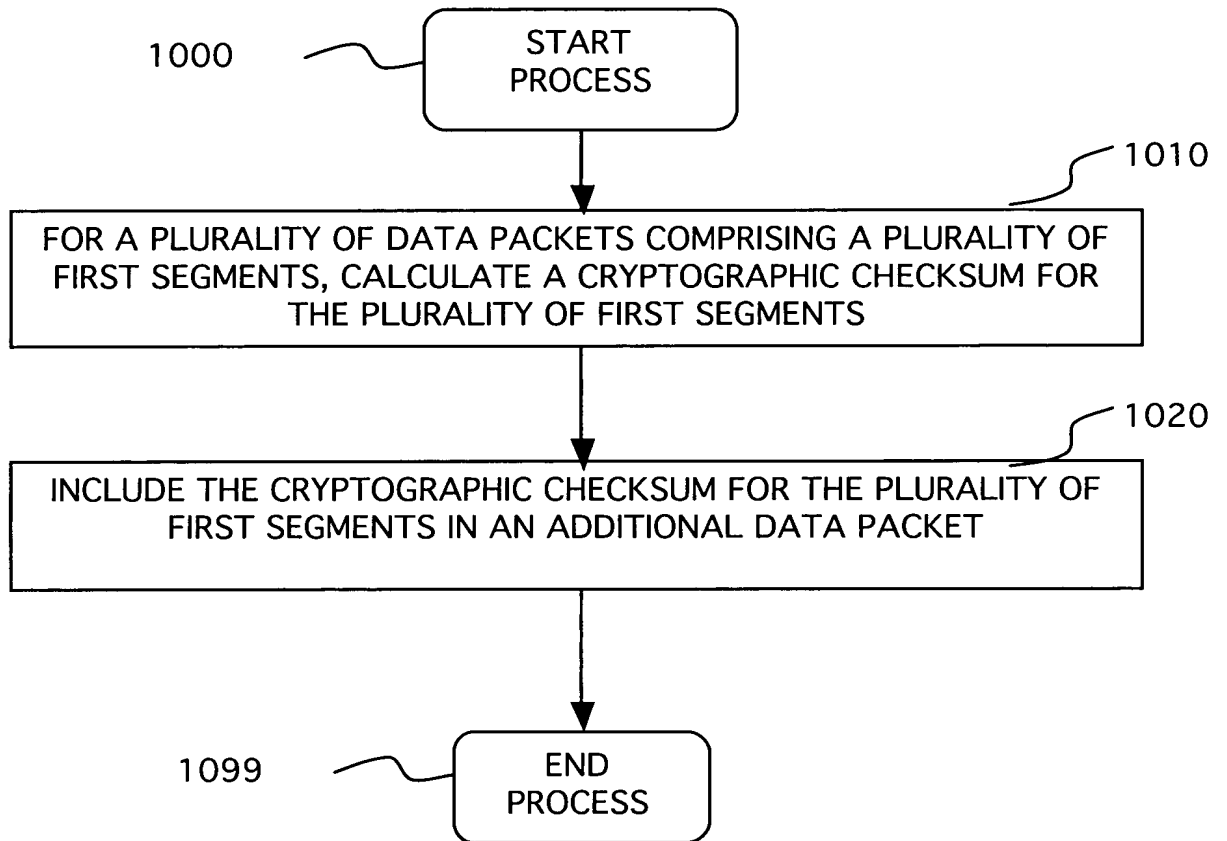 1000
START
PROCESS
1010
FOR A PLURALITY OF DATA PACKETS COMPRISING A PLURALITY OF
FIRST SEGMENTS, CALCULATE A CRYPTOGRAPHIC CHECKSUM FOR
THE PLURALITY OF FIRST SEGMENTS
1020
INCLUDE THE CRYPTOGRAPHIC CHECKSUM FOR THE PLURALITY OF
FIRST SEGMENTS IN AN ADDITIONAL DATA PACKET
1099
END
PROCESS